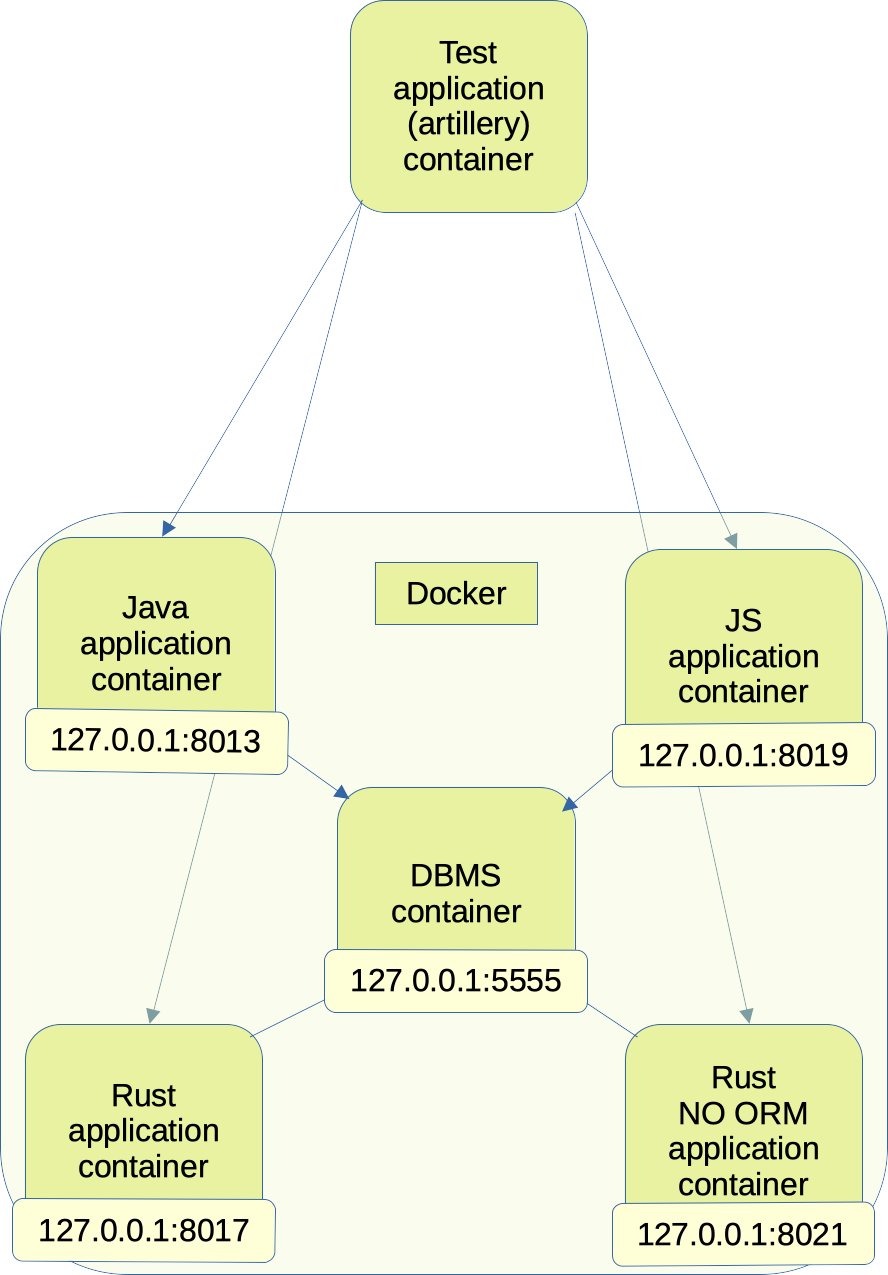 Test
application
(artillery)
container
Docker
Java
application
container
127.0.0.1:8013
JS
application
container
127.0.0.1:8019
DBMS
container
127.0.0.1:5555
Rust
application
container
127.0.0.1:8017
Rust
NO ORM
application
container
127.0.0.1:8021